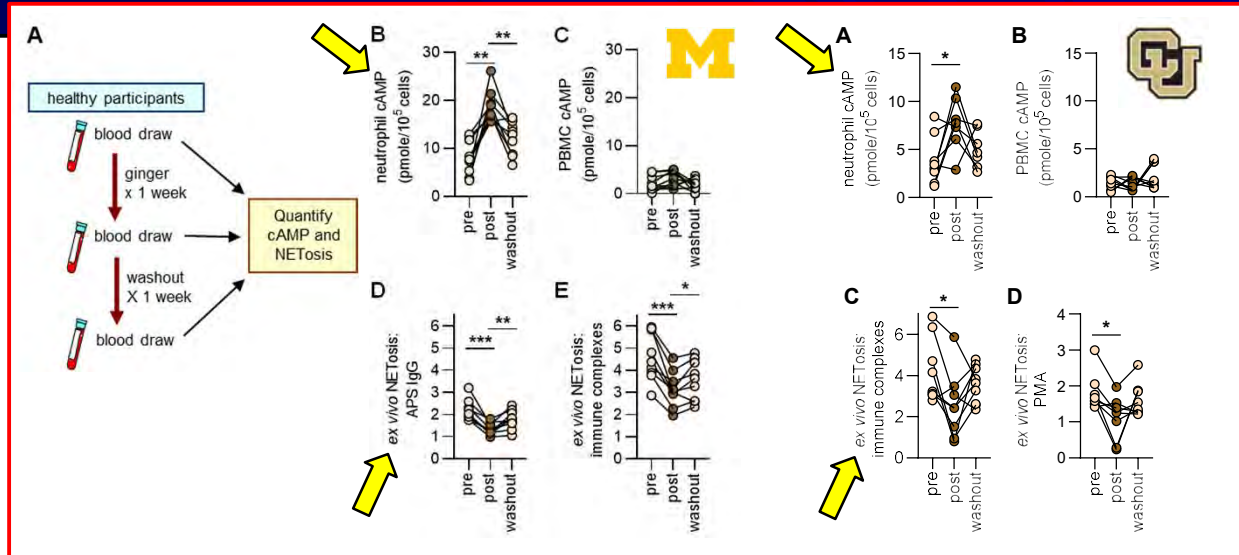 A
healthy participants
blood draw
ginger
x 1 week
blood draw
washout
X 1 week
blood draw
Quantify
cAMP and
NETosis
B
neutrophil cAMP
(pmole/10⁵ cells)
30
20
10
0
** **
pre
post
washout
C
PBMC cAMP
(pmole/10⁵ cells)
30
20
10
0
pre
post
washout
M
D
ex vivo NETosis:
APS IgG
6
5
4
3
2
1
0
*** **
pre
post
washout
E
ex vivo NETosis:
immune complexes
6
5
4
3
2
1
0
*** *
pre
post
washout
A
neutrophil cAMP
(pmole/10⁵ cells)
15
10
5
0
*
pre
post
washout
B
PBMC cAMP
(pmole/10⁵ cells)
15
10
5
0
pre
post
washout
CU
C
ex vivo NETosis:
immune complexes
6
4
2
0
*
pre
post
washout
D
ex vivo NETosis:
PMA
4
3
2
1
0
*
pre
post
washout